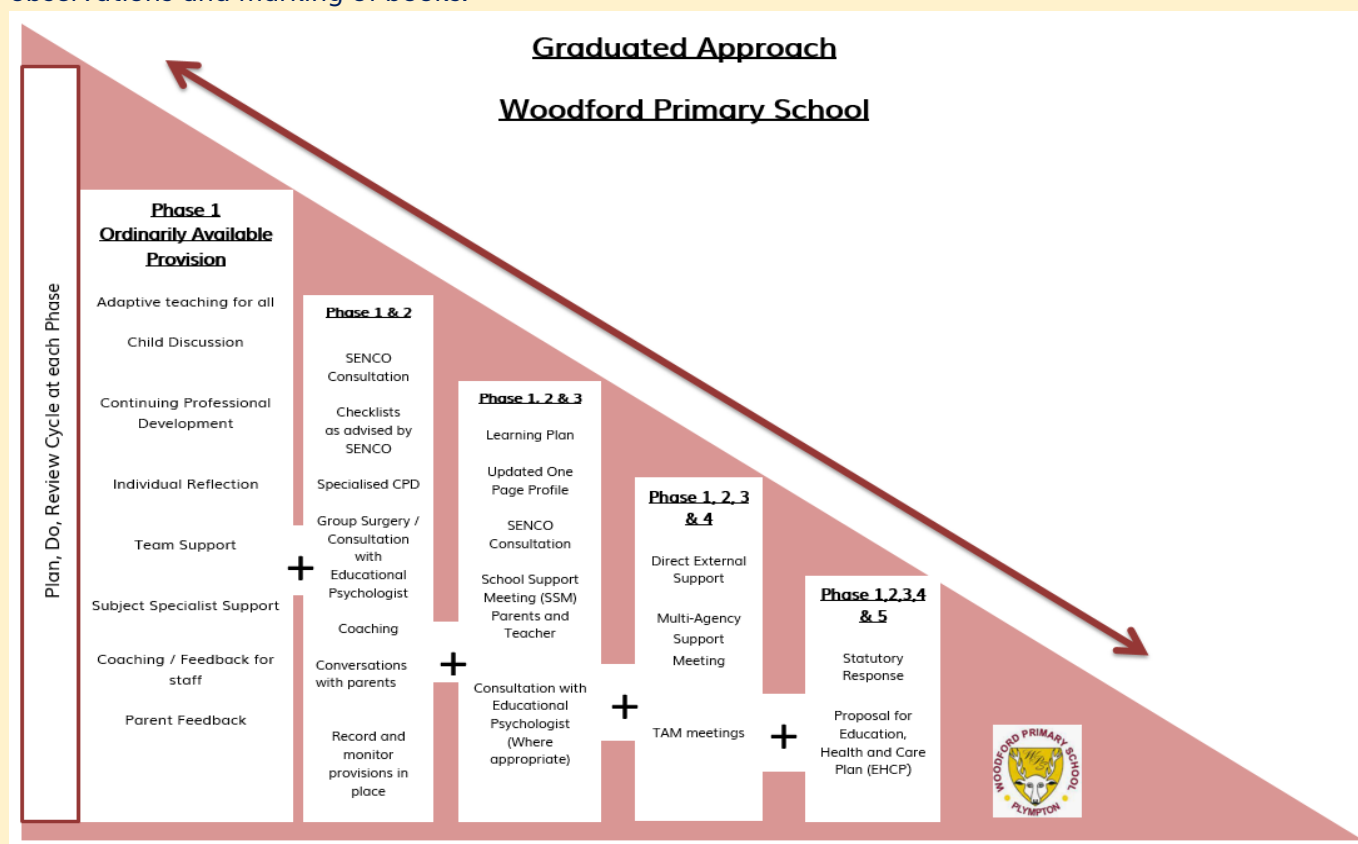 observations and marking of books.
Graduated Approach
Woodford Primary School
Plan, Do, Review Cycle at each Phase
Phase 1
Ordinarily Available
Provision
Adaptive teaching for all
Child Discussion
Continuing Professional
Development
Individual Reflection
Team Support
Subject Specialist Support
Coaching / Feedback for
staff
Parent Feedback
+
Phase 1 & 2
SENCO
Consultation
Checklists
as advised by
SENCO
Specialised CPD
Group Surgery /
Consultation
with
Educational
Psychologist
Coaching
Conversations
with parents
Record and
monitor
provisions in
place
+
Phase 1. 2 & 3
Learning Plan
Updated One
Page Profile
SENCO
Consultation
School Support
Meeting (SSM)
Parents and
Teacher
Consultation with
Educational
Psychologist
(Where
appropriate)
+
Phase 1, 2, 3
& 4
Direct External
Support
Multi-Agency
Support
Meeting
TAM meetings
+
Phase 1,2,3,4
& 5
Statutory
Response
Proposal for
Education,
Health and Care
Plan (EHCP)
WOODFORD PRIMARY SCHOOL
PLYMPTON